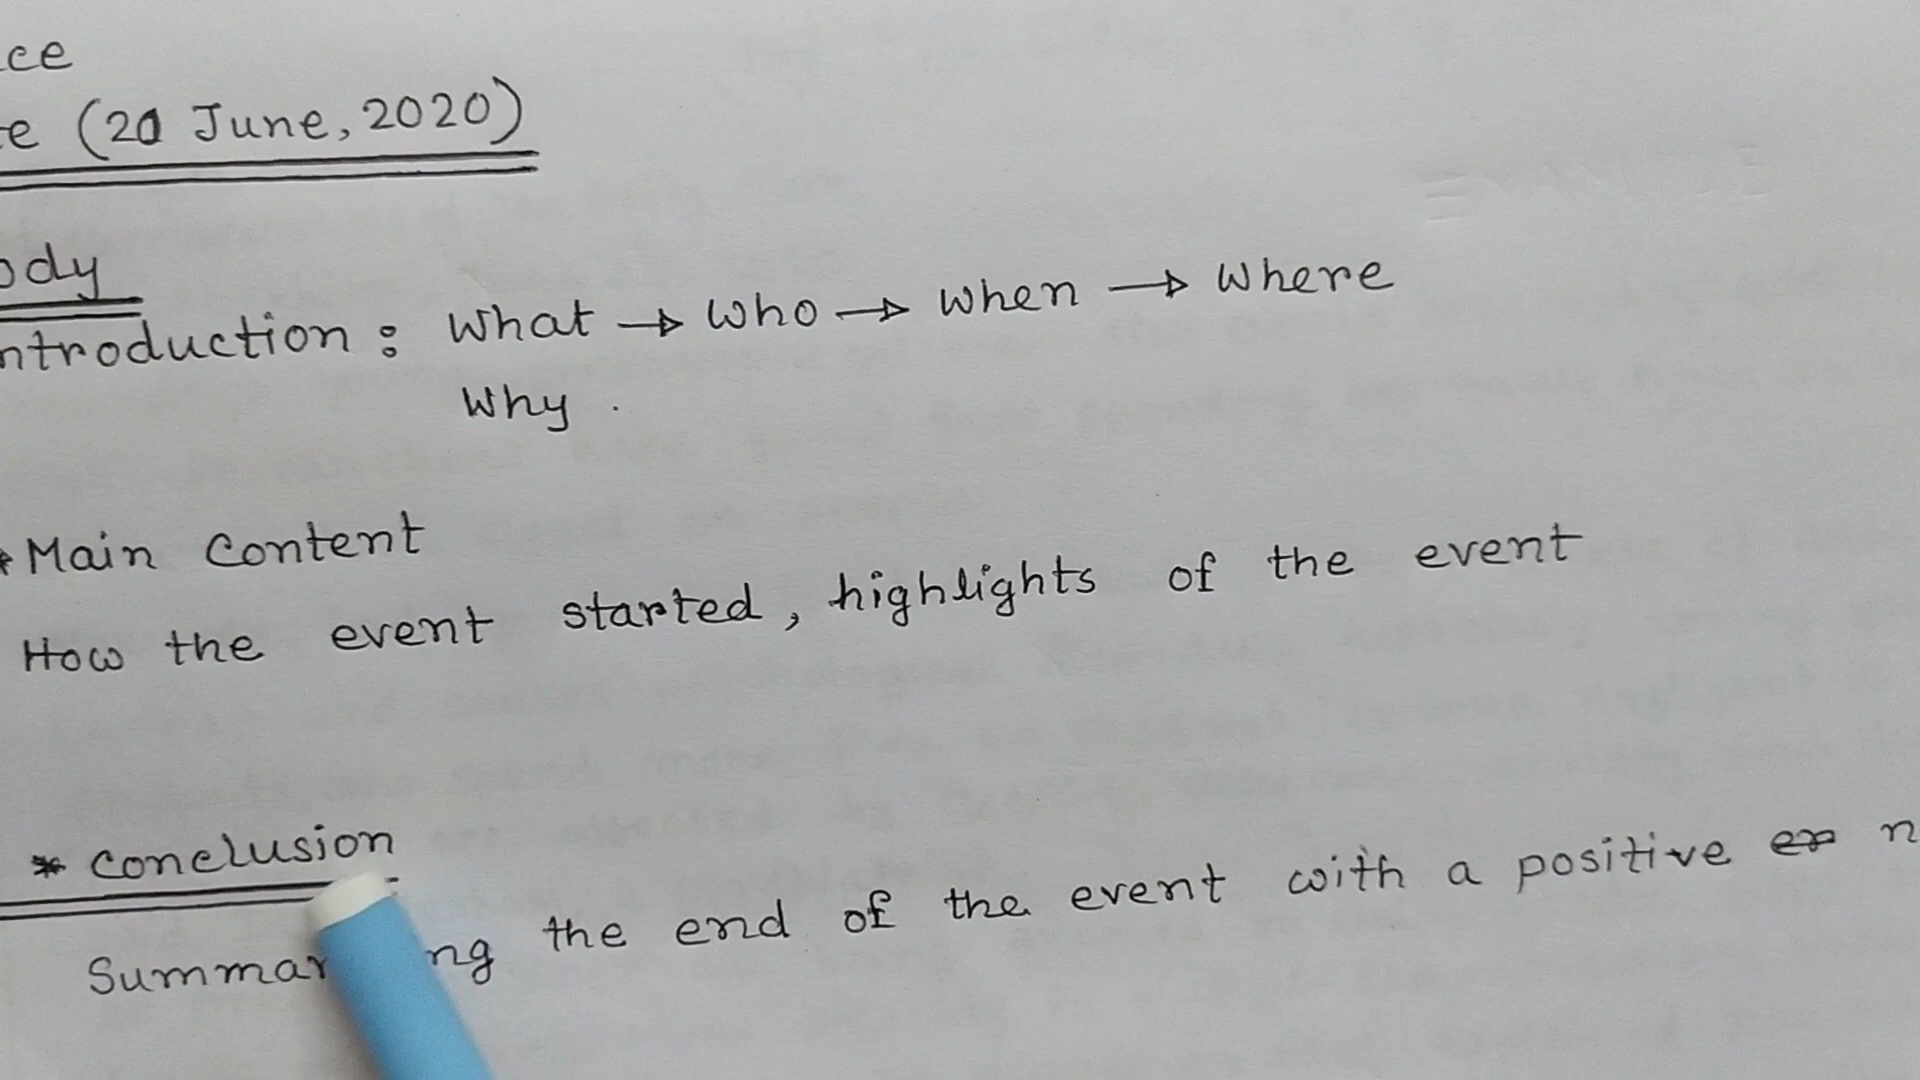 ce
e (20 June, 2020)
ody
ntroduction : What → Who → When → Where
Why .
* Main Content
How the event started, highlights of the event
* Conclusion
Summar ng the end of the event with a positive er n